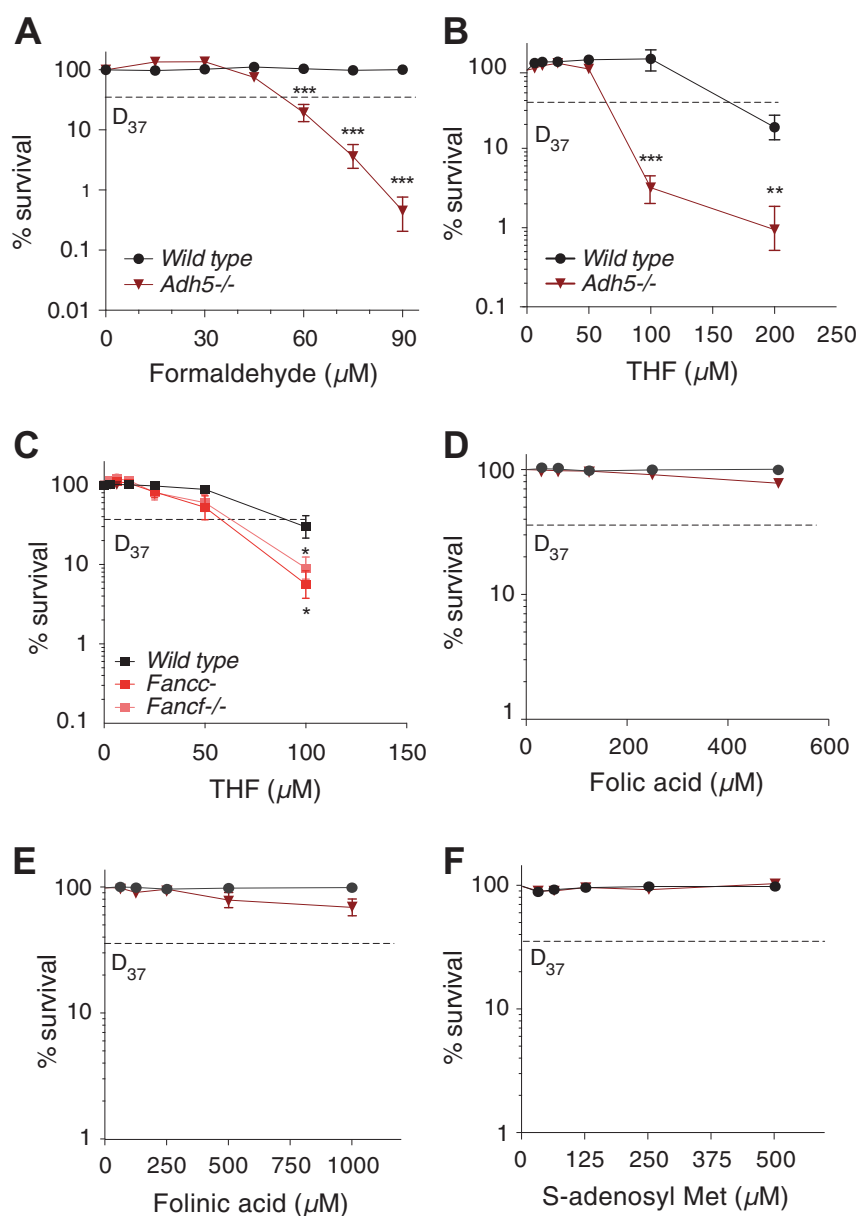 A
% survival
100
10
1
0.1
0.01
D37
***
***
***
Wild type
Adh5-/-
0 30 60 90
Formaldehyde (µM)
B
% survival
100
10
1
0.1
D37
***
**
Wild type
Adh5-/-
0 50 100 150 200 250
THF (µM)
C
% survival
100
10
1
0.1
D37
*
*
Wild type
Fancc-
Fancf-/-
0 50 100 150
THF (µM)
D
% survival
100
10
1
D37
0 200 400 600
Folic acid (µM)
E
% survival
100
10
1
D37
0 250 500 750 1000
Folinic acid (µM)
F
% survival
100
10
1
D37
0 125 250 375 500
S-adenosyl Met (µM)